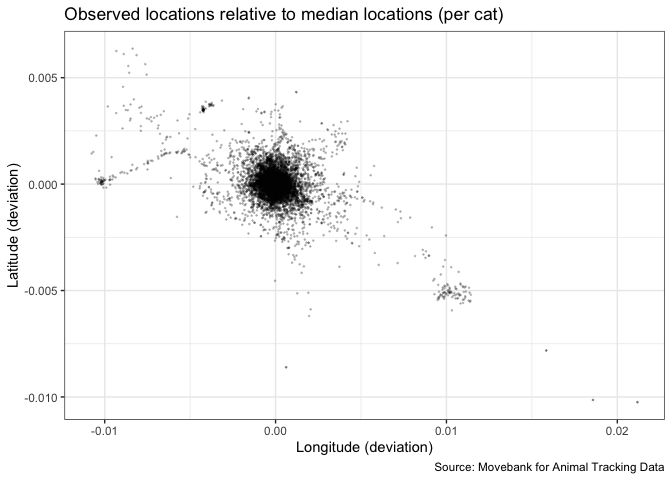 Observed locations relative to median locations (per cat)
0.005
0.000
-0.005
-0.010
Latitude (deviation)
-0.01
0.00
0.01
0.02
Longitude (deviation)
Source: Movebank for Animal Tracking Data